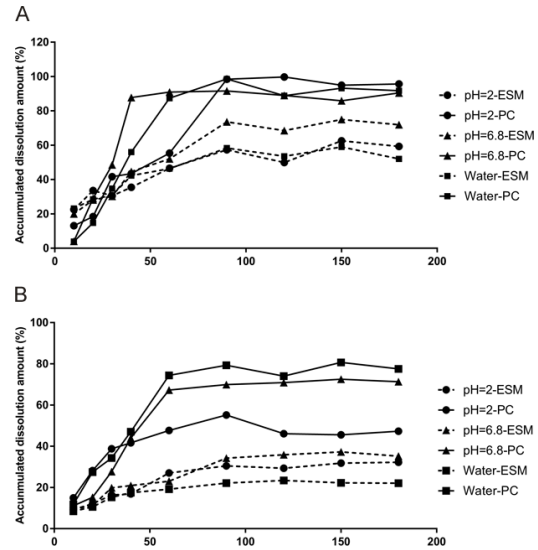 A
Accunmulated dissolution amount (%)
120
100
80
60
40
20
0
0
50
100
150
200
pH=2-ESM
pH=2-PC
pH=6.8-ESM
pH=6.8-PC
Water-ESM
Water-PC
B
Accunmulated dissolution amount (%)
100
80
60
40
20
0
0
50
100
150
200
pH=2-ESM
pH=2-PC
pH=6.8-ESM
pH=6.8-PC
Water-ESM
Water-PC